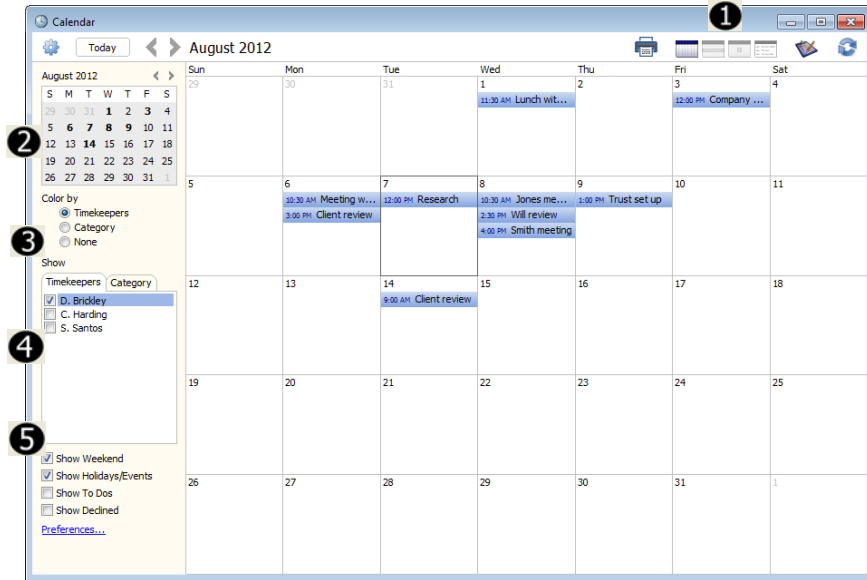 1
Calendar
Today
August 2012
August 2012
S M T W T F S
29 30 31 1 2 3 4
5 6 7 8 9 10 11
2
12 13 14 15 16 17 18
19 20 21 22 23 24 25
26 27 28 29 30 31 1
Color by
Timekeepers
Category
3
None
Show
Timekeepers Category
D. Brickley
C. Harding
S. Santos
4
5
Show Weekend
Show Holidays/Events
Show To Dos
Show Declined
Preferences...
Sun Mon Tue Wed Thu Fri Sat
29 30 31 1 2 3 4
11:30 AM Lunch wit... 12:00 PM Company ...
5 6 7 8 9 10 11
10:30 AM Meeting w... 12:00 PM Research 10:30 AM Jones me... 1:00 PM Trust set up
3:00 PM Client review 2:30 PM Will review
4:00 PM Smith meeting
12 13 14 15 16 17 18
9:00 AM Client review
19 20 21 22 23 24 25
26 27 28 29 30 31 1